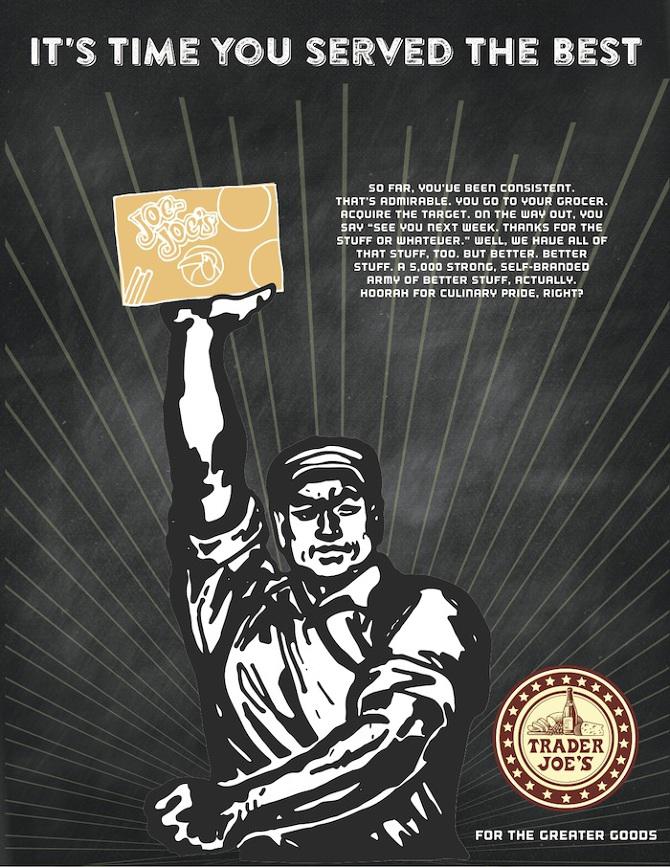 IT'S TIME YOU SERVED THE BEST
JOE-
JOE'S
SO FAR, YOU'VE BEEN CONSISTENT.
THAT'S ADMIRABLE. YOU GO TO YOUR GROCER.
ACQUIRE THE TARGET. ON THE WAY OUT, YOU
SAY "SEE YOU NEXT WEEK. THANKS FOR THE
STUFF OR WHATEVER." WELL, WE HAVE ALL OF
THAT STUFF, TOO. BUT BETTER. BETTER
STUFF. A 5,000 STRONG, SELF-BRANDED
ARMY OF BETTER STUFF, ACTUALLY.
HOORAH FOR CULINARY PRIDE, RIGHT?
TRADER
JOE'S
FOR THE GREATER GOODS